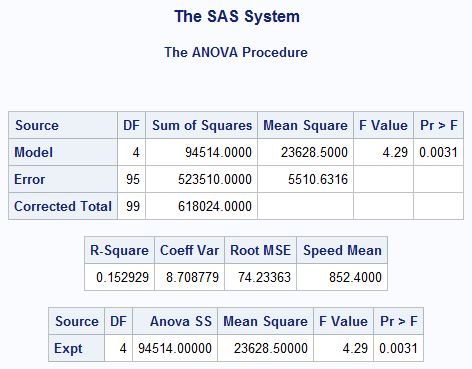 The SAS System
The ANOVA Procedure
Source DF Sum of Squares Mean Square F Value Pr > F
Model 4 94514.0000 23628.5000 4.29 0.0031
Error 95 523510.0000 5510.6316
Corrected Total 99 618024.0000
R-Square Coeff Var Root MSE Speed Mean
0.152929 8.708779 74.23363 852.4000
Source DF Anova SS Mean Square F Value Pr > F
Expt 4 94514.00000 23628.50000 4.29 0.0031